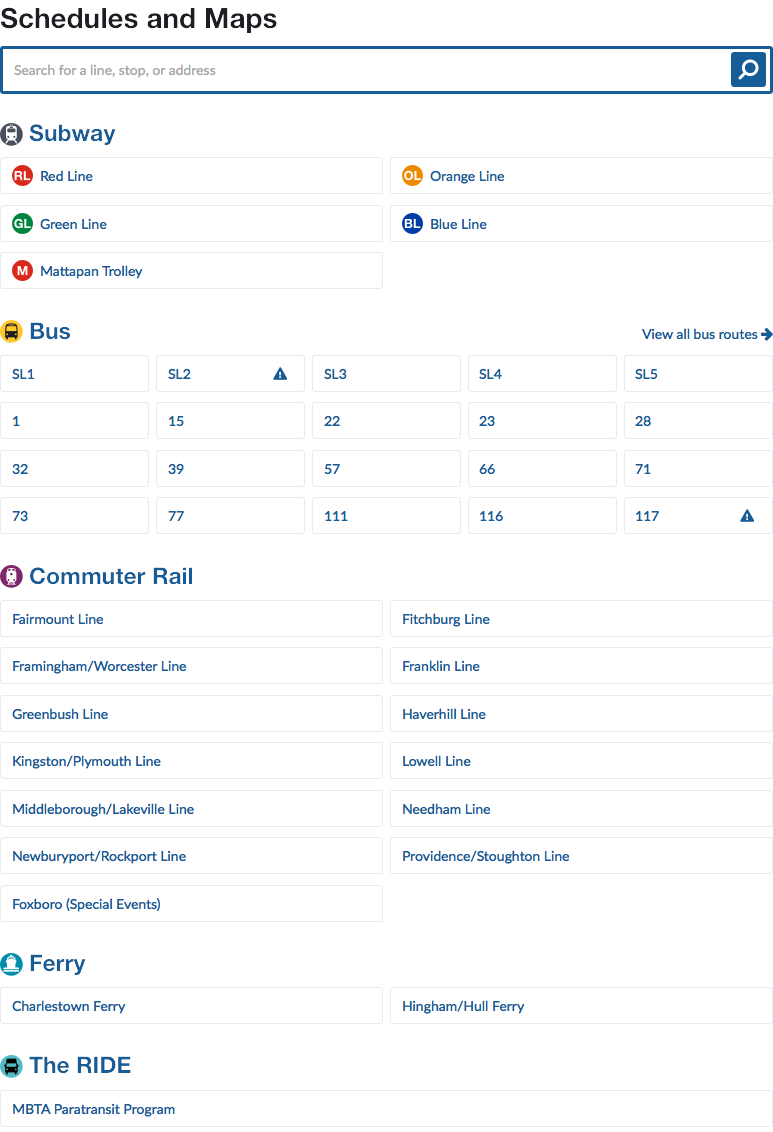 Schedules and Maps
Search for a line, stop, or address
Subway
RL Red Line
OL Orange Line
GL Green Line
BL Blue Line
M Mattapan Trolley
Bus
View all bus routes
SL1
SL2
SL3
SL4
SL5
1
15
22
23
28
32
39
57
66
71
73
77
111
116
117
Commuter Rail
Fairmount Line
Fitchburg Line
Framingham/Worcester Line
Franklin Line
Greenbush Line
Haverhill Line
Kingston/Plymouth Line
Lowell Line
Middleborough/Lakeville Line
Needham Line
Newburyport/Rockport Line
Providence/Stoughton Line
Foxboro (Special Events)
Ferry
Charlestown Ferry
Hingham/Hull Ferry
The RIDE
MBTA Paratransit Program